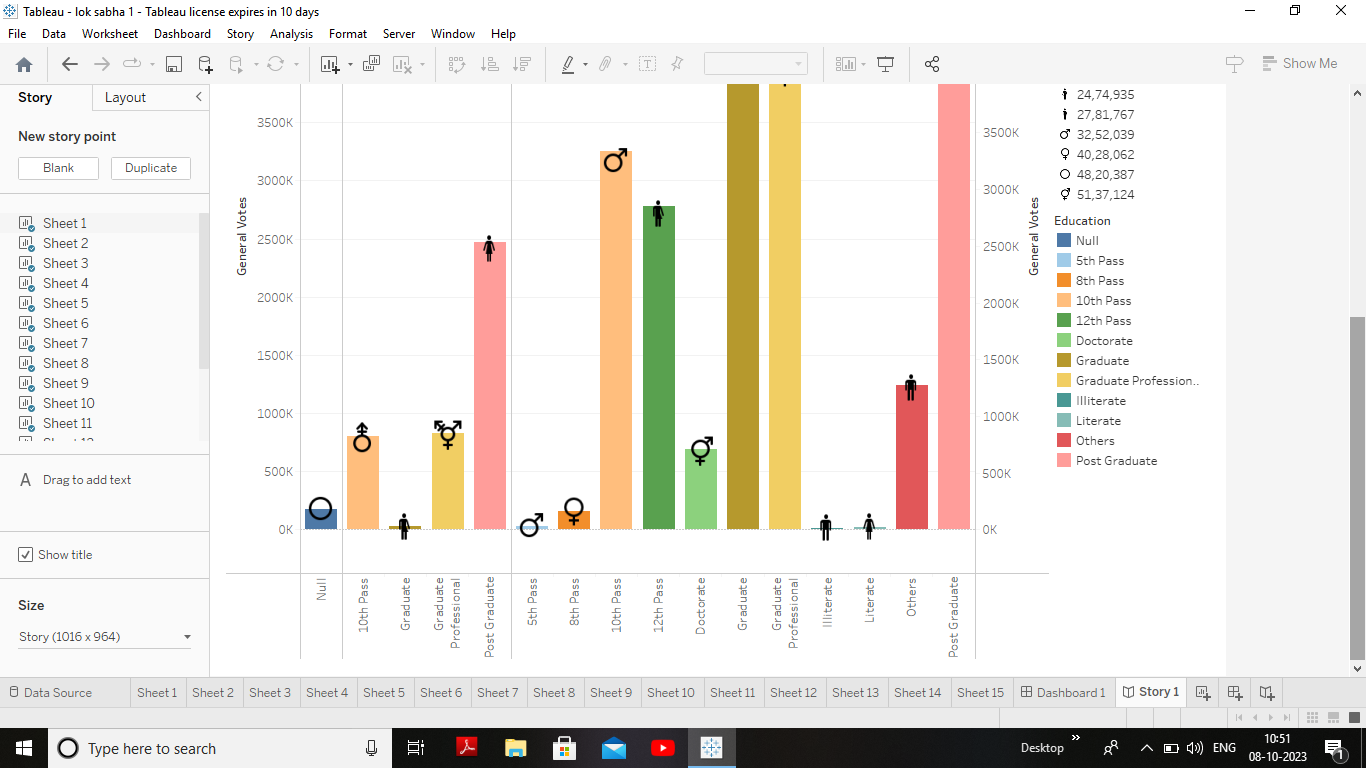 Tableau - lok sabha 1 - Tableau license expires in 10 days
File Data Worksheet Dashboard Story Analysis Format Server Window Help
Show Me
Story Layout
New story point
Blank Duplicate
Sheet 1
Sheet 2
Sheet 3
Sheet 4
Sheet 5
Sheet 6
Sheet 7
Sheet 8
Sheet 9
Sheet 10
Sheet 11
A Drag to add text
Show title
Size
Story (1016 x 964)
General Votes
3500K
3000K
2500K
2000K
1500K
1000K
500K
0K
Null
10th Pass
Graduate
Graduate
Professional
Post Graduate
5th Pass
8th Pass
10th Pass
12th Pass
Doctorate
Graduate
Graduate
Professional
Illiterate
Literate
Others
Post Graduate
General Votes
3500K
3000K
2500K
2000K
1500K
1000K
500K
0K
24,74,935
27,81,767
32,52,039
40,28,062
48,20,387
51,37,124
Education
Null
5th Pass
8th Pass
10th Pass
12th Pass
Doctorate
Graduate
Graduate Profession..
Illiterate
Literate
Others
Post Graduate
Data Source Sheet 1 Sheet 2 Sheet 3 Sheet 4 Sheet 5 Sheet 6 Sheet 7 Sheet 8 Sheet 9 Sheet 10 Sheet 11 Sheet 12 Sheet 13 Sheet 14 Sheet 15 Dashboard 1 Story 1
Type here to search
Desktop
ENG
10:51
08-10-2023
1